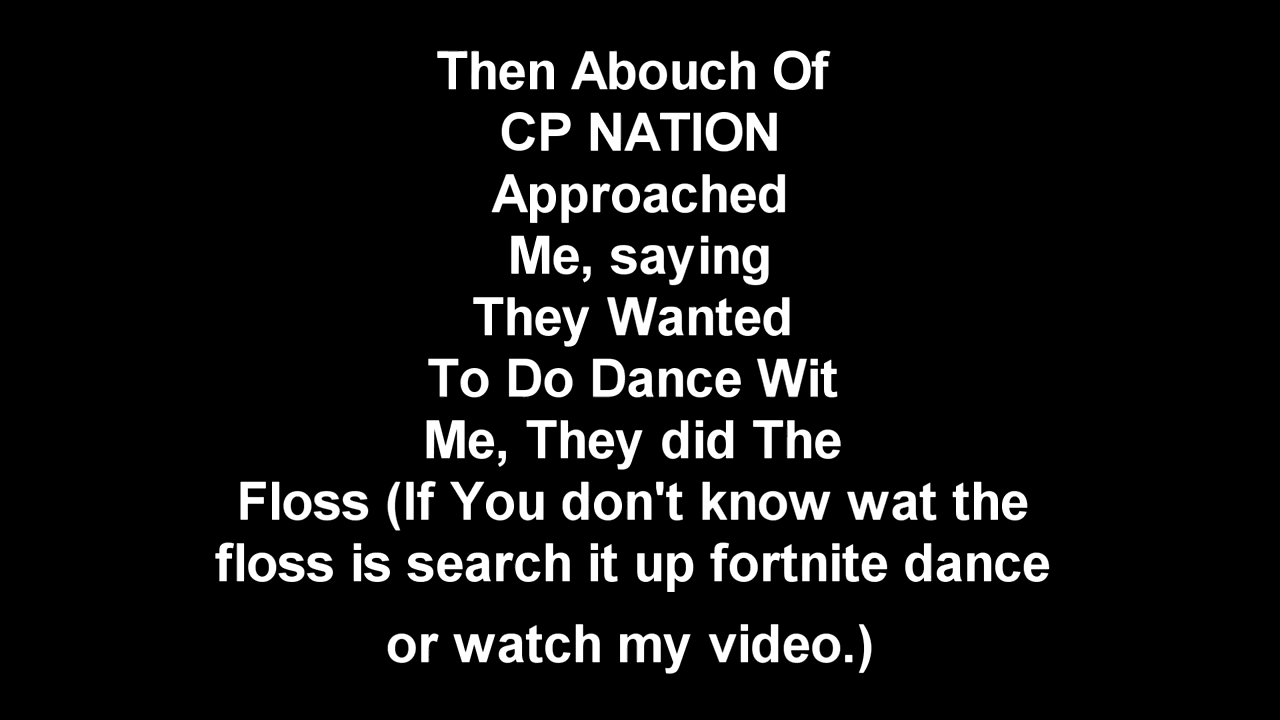 Then Abouch Of
CP NATION
Approached
Me, saying
They Wanted
To Do Dance Wit
Me, They did The
Floss (If You don't know wat the
floss is search it up fortnite dance
or watch my video.)